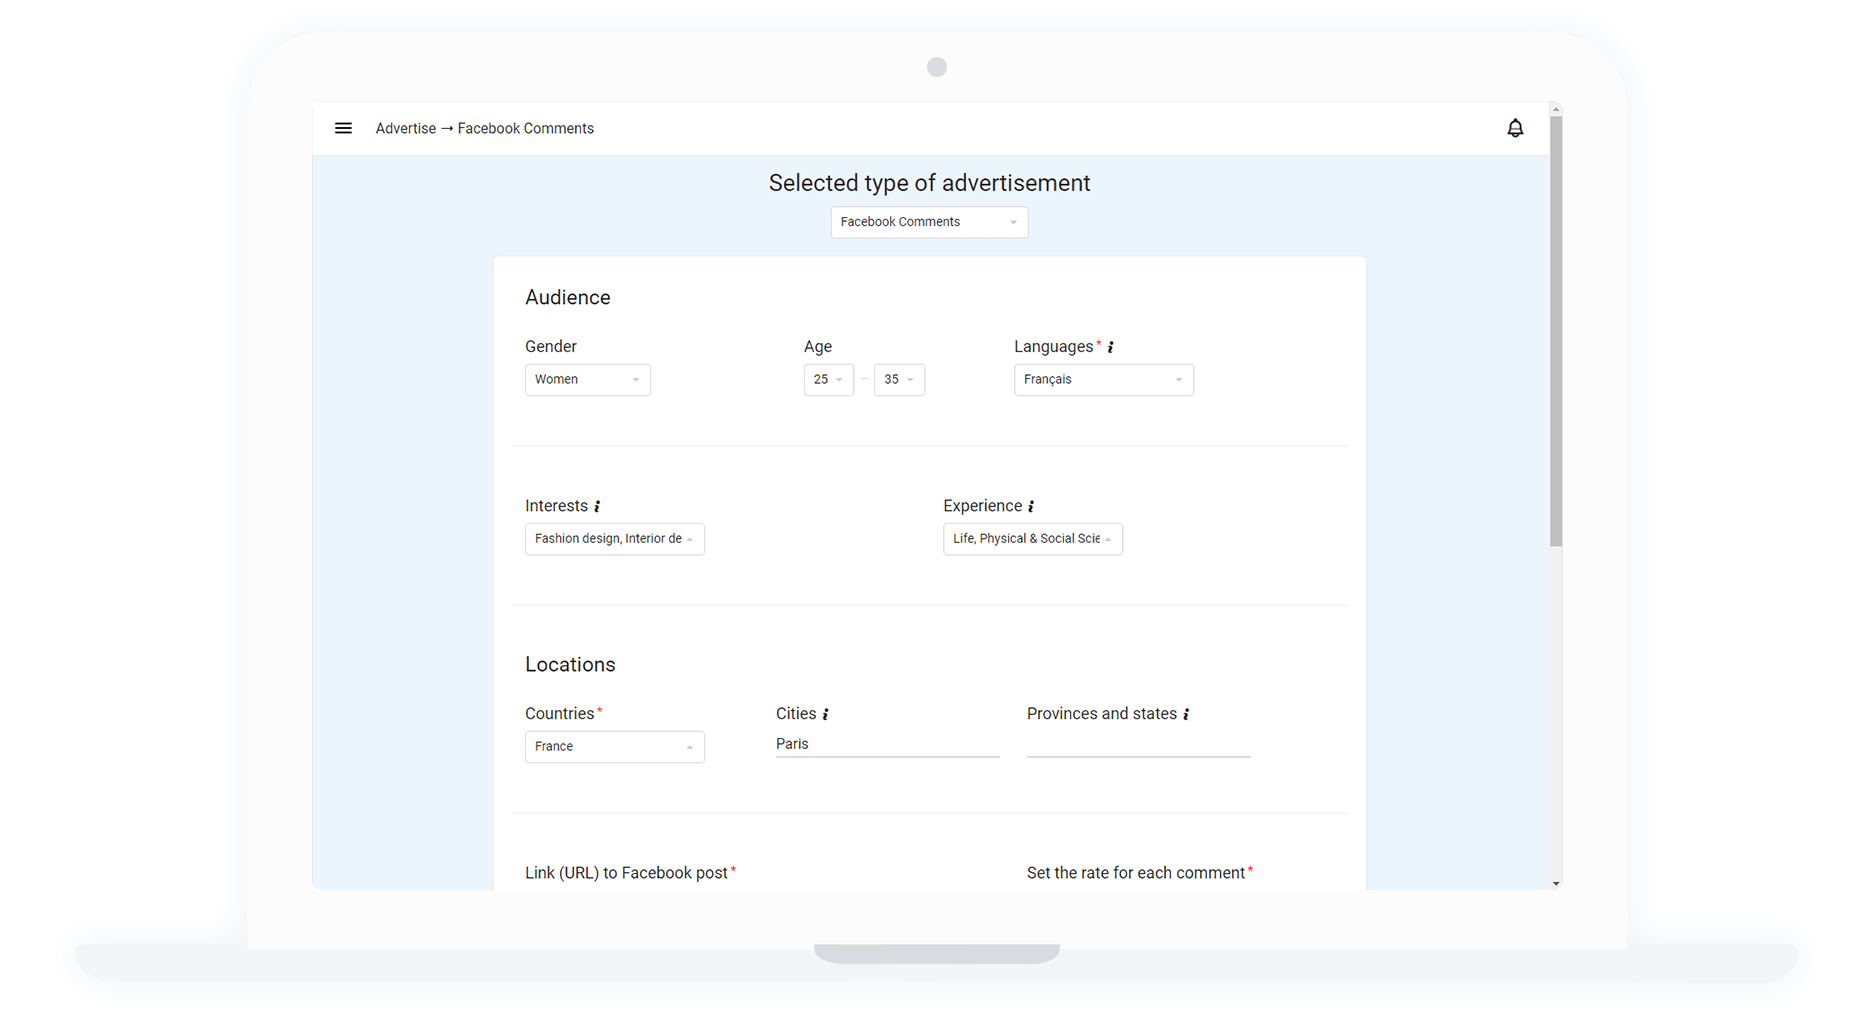 Advertise → Facebook Comments
Selected type of advertisement
Facebook Comments
Audience
Gender Age Languages*
Women 25 35 Français
Interests Experience
Fashion design, Interior de Life, Physical & Social Scie
Locations
Countries* Cities Provinces and states
France Paris
Link (URL) to Facebook post* Set the rate for each comment*